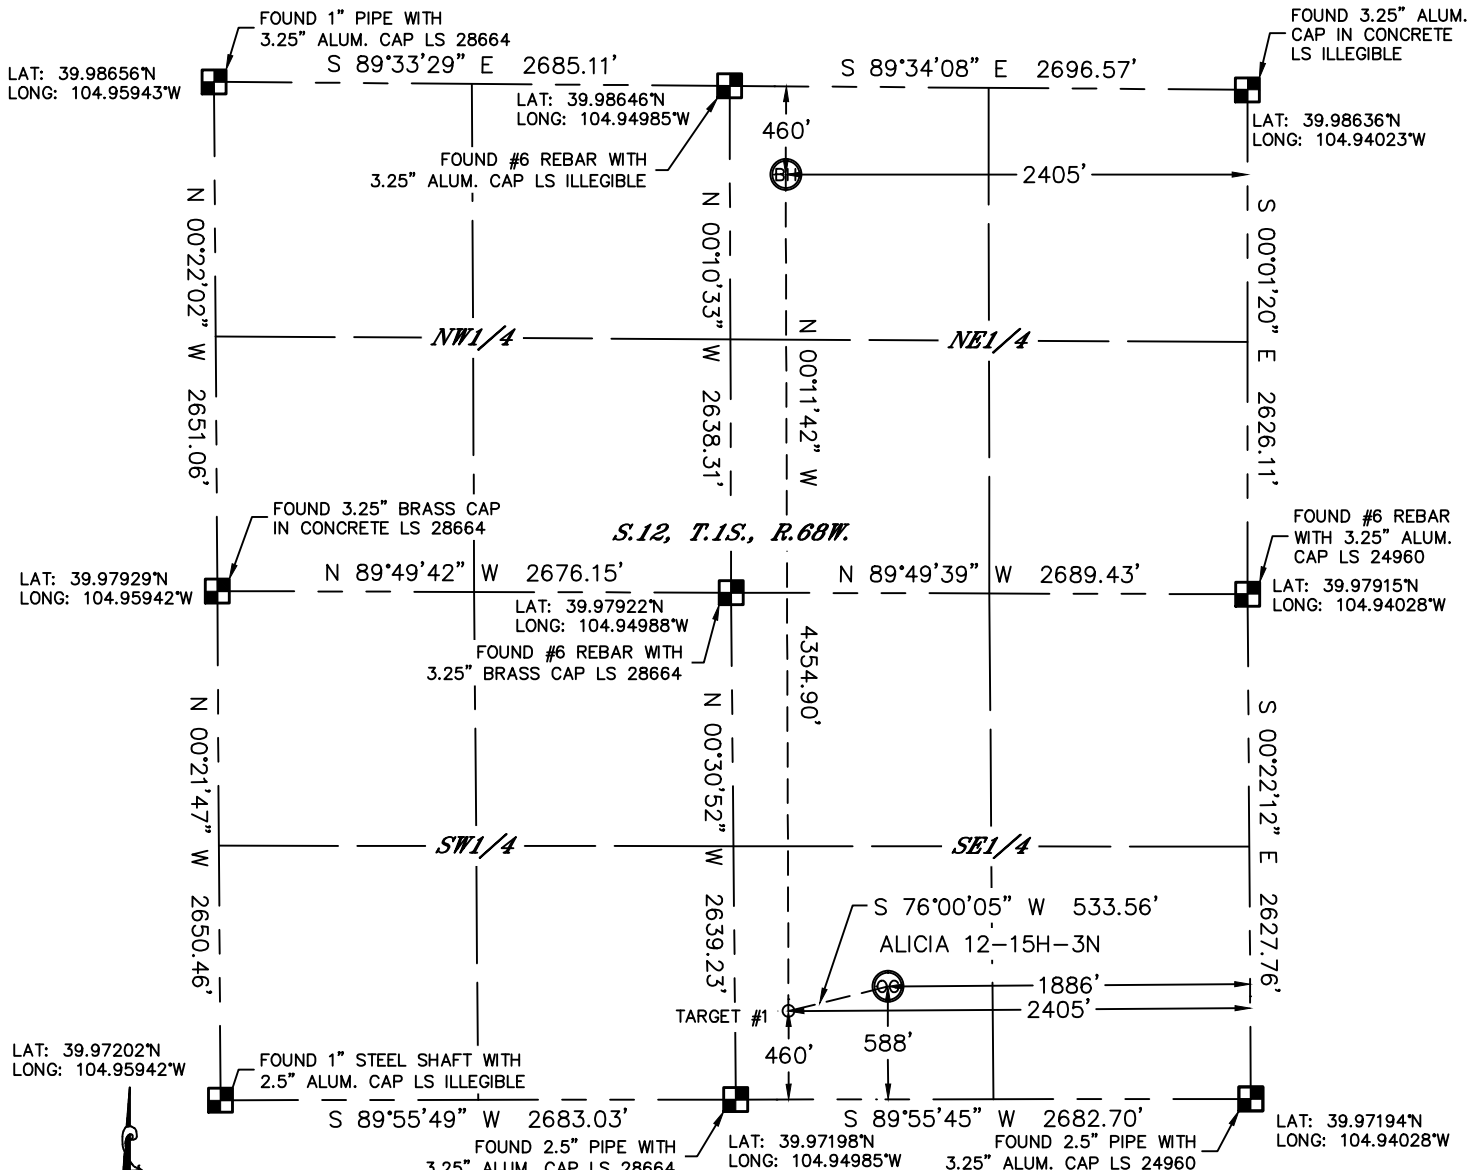 FOUND 1" PIPE WITH
3.25" ALUM. CAP LS 28664
FOUND 3.25" ALUM.
CAP IN CONCRETE
LS ILLEGIBLE
LAT: 39.98656°N
LONG: 104.95943°W
S 89°33'29" E 2685.11'
S 89°34'08" E 2696.57'
LAT: 39.98646°N
LONG: 104.94985°W
LAT: 39.98636°N
LONG: 104.94023°W
460'
FOUND #6 REBAR WITH
3.25" ALUM. CAP LS ILLEGIBLE
BH
2405'
N 00°22'02" W 2651.06'
N 00°10'33" W 2638.31'
N 00°11'42" W 4354.90'
S 00°01'20" E 2626.11'
NW1/4
NE1/4
FOUND 3.25" BRASS CAP
IN CONCRETE LS 28664
S.12, T.1S., R.68W.
FOUND #6 REBAR
WITH 3.25" ALUM.
CAP LS 24960
LAT: 39.97929°N
LONG: 104.95942°W
N 89°49'42" W 2676.15'
N 89°49'39" W 2689.43'
LAT: 39.97922°N
LONG: 104.94988°W
LAT: 39.97915°N
LONG: 104.94028°W
FOUND #6 REBAR WITH
3.25" BRASS CAP LS 28664
N 00°21'47" W 2650.46'
N 00°30'52" W 2639.23'
S 00°22'12" E 2627.76'
SW1/4
SE1/4
S 76°00'05" W 533.56'
ALICIA 12-15H-3N
1886'
2405'
TARGET #1
460'
588'
LAT: 39.97202°N
LONG: 104.95942°W
FOUND 1" STEEL SHAFT WITH
2.5" ALUM. CAP LS ILLEGIBLE
S 89°55'49" W 2683.03'
S 89°55'45" W 2682.70'
FOUND 2.5" PIPE WITH
3.25" ALUM. CAP LS 28664
LAT: 39.97198°N
LONG: 104.94985°W
FOUND 2.5" PIPE WITH
3.25" ALUM. CAP LS 24960
LAT: 39.97194°N
LONG: 104.94028°W